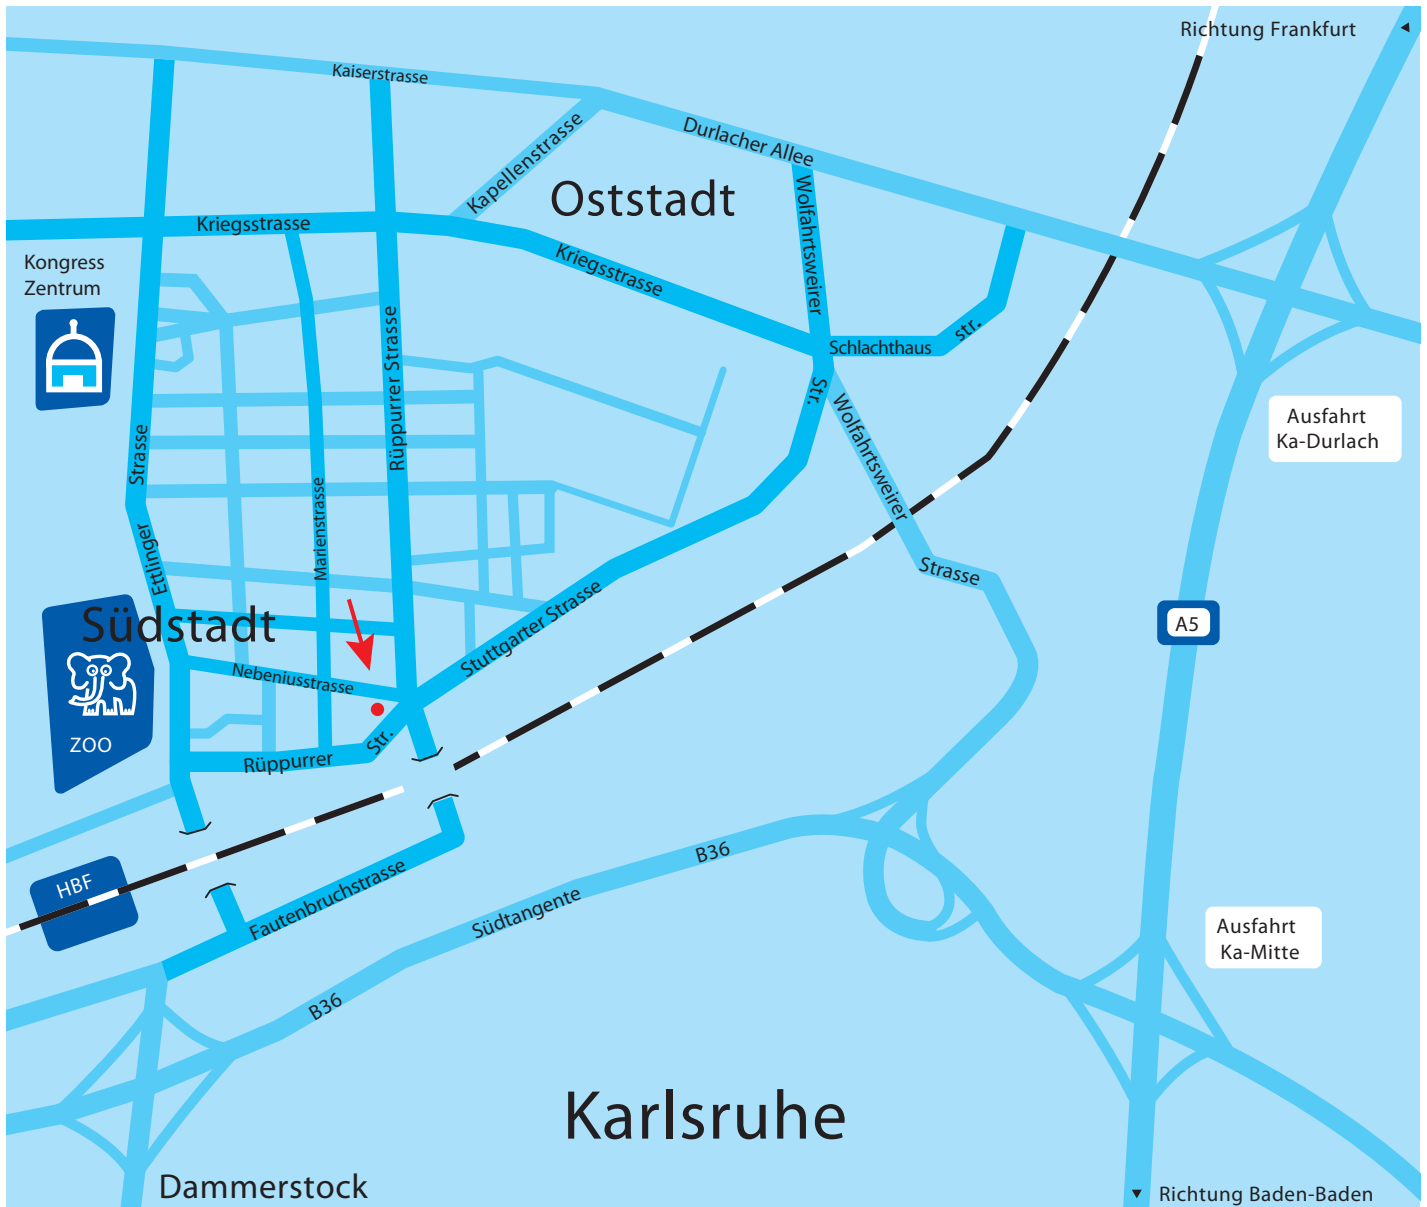 Richtung Frankfurt
Kaiserstrasse
Durlacher Allee
Kapellenstrasse
Oststadt
Wolfahrtsweirer
Kriegsstrasse
Kriegsstrasse
Kongress
Zentrum
Rüppurrer Strasse
Schlachthaus
str.
Str.
Wolfahrtsweirer
Strasse
Ausfahrt
Ka-Durlach
Strasse
Ettlinger
Marienstrasse
Südstadt
Stuttgarter Strasse
A5
Nebeniusstrasse
ZOO
Rüppurrer
Str.
HBF
Fautenbruchstrasse
B36
Südtangente
B36
Ausfahrt
Ka-Mitte
Karlsruhe
Dammerstock
Richtung Baden-Baden